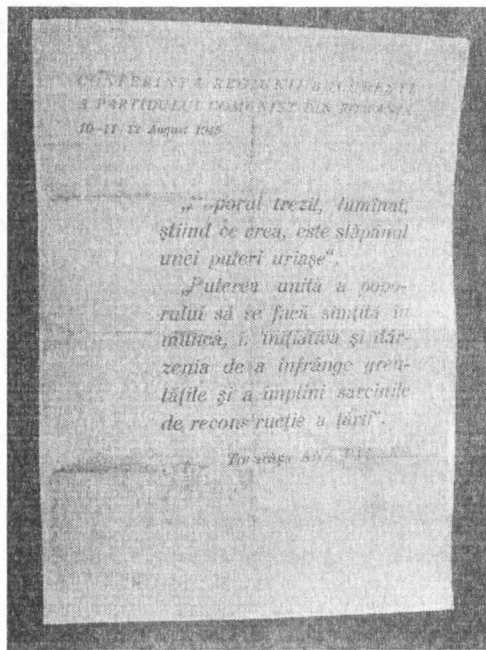 CONFERINȚA REGIUNII BUCUREȘTI
A PARTIDULUI COMUNIST DIN ROMÂNIA
10-11-12 August 1945
„Poporul trezit, luminat,
știind ce vrea, este stăpânul
unei puteri uriașe“.
„Puterea unită a popo-
rului să se facă simțită în
muncă, în inițiativa și dâr-
zenia de a înfrânge greu-
tățile și a împlini sarcinile
de reconstrucție a țării“.